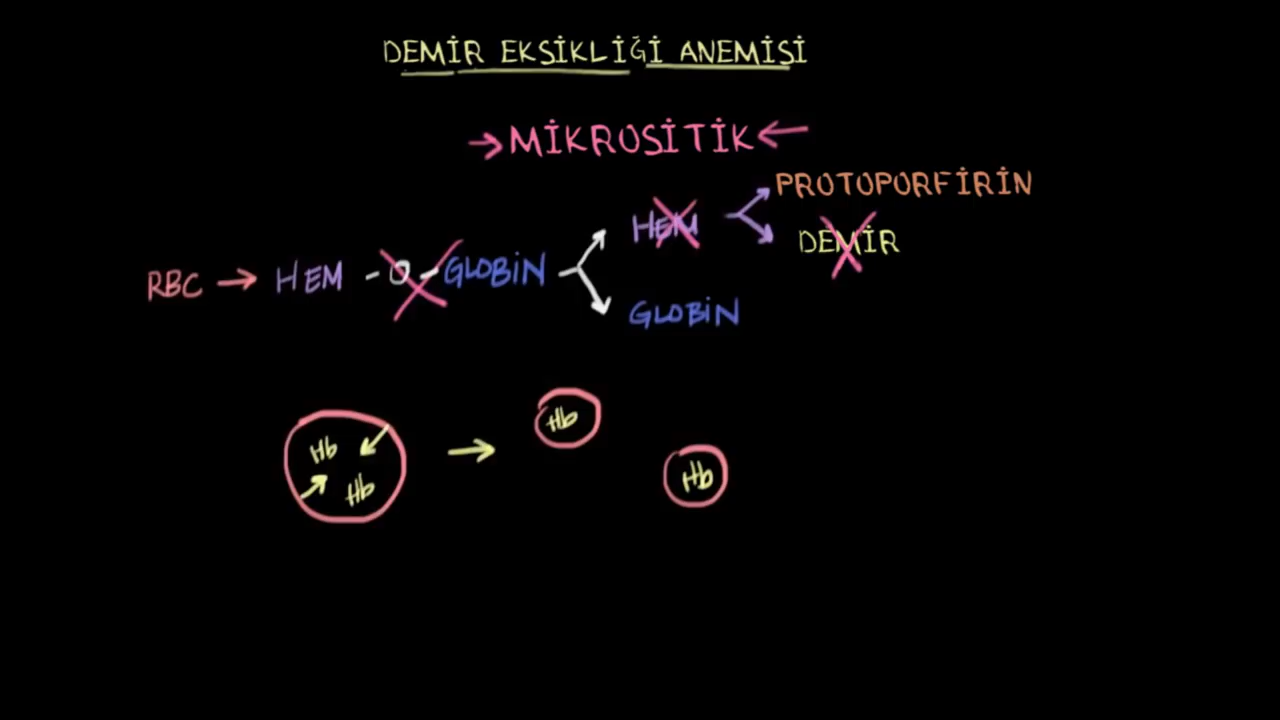 DEMİR EKSİKLİĞİ ANEMİSİ
→ MİKROSİTİK ←
PROTOPORFİRİN
HEM
DEMİR
RBC → HEM - O - GLOBİN
GLOBİN
Hb
Hb
Hb
Hb